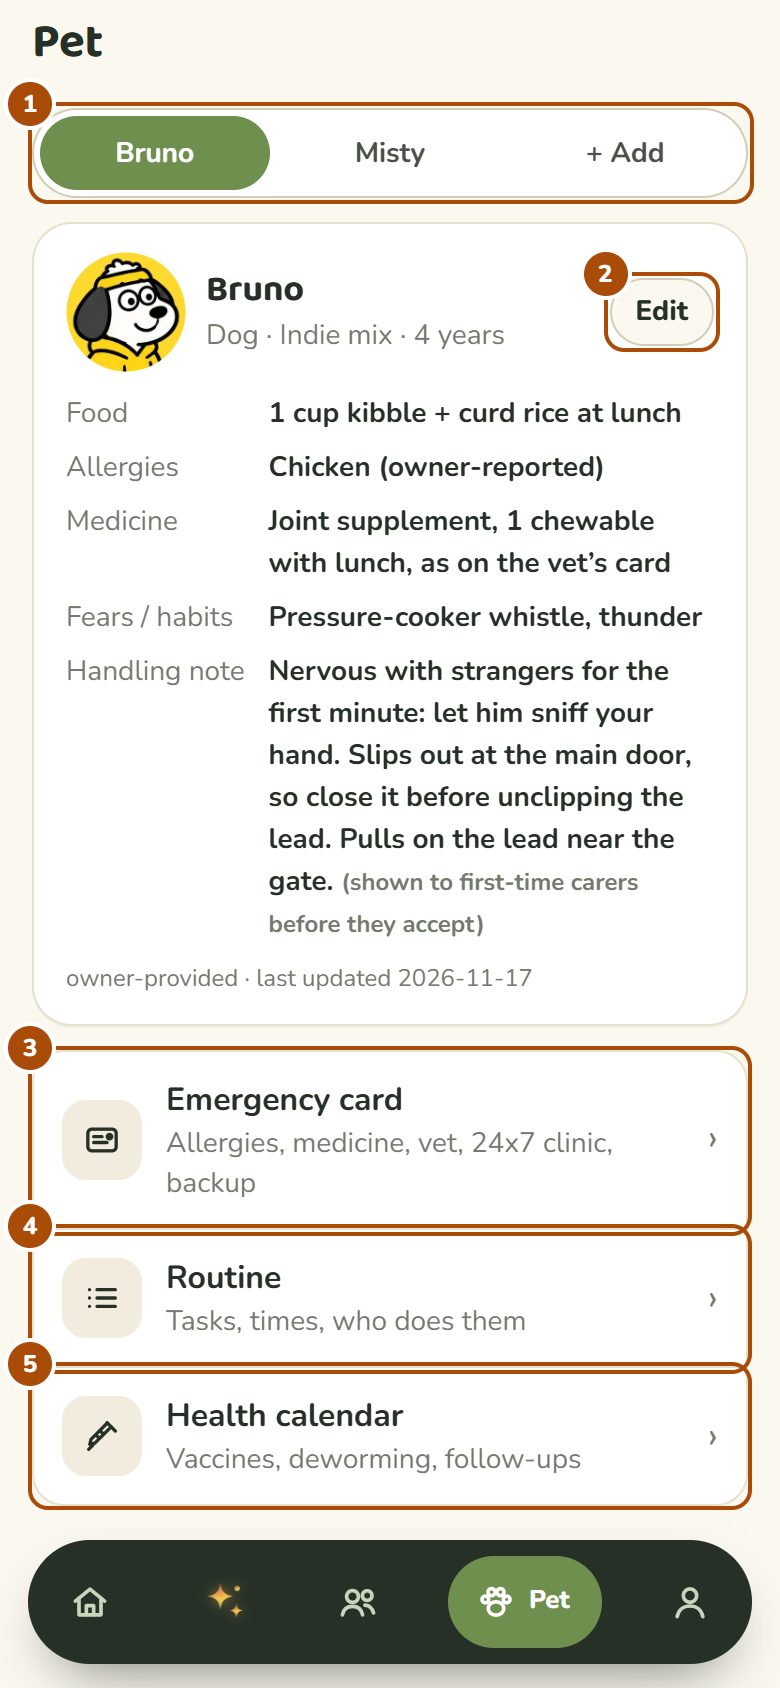 Pet
1
Bruno
Misty
+ Add
2
Bruno
Dog · Indie mix · 4 years
Edit
Food
1 cup kibble + curd rice at lunch
Allergies
Chicken (owner-reported)
Medicine
Joint supplement, 1 chewable
with lunch, as on the vet’s card
Fears / habits
Pressure-cooker whistle, thunder
Handling note
Nervous with strangers for the
first minute: let him sniff your
hand. Slips out at the main door,
so close it before unclipping the
lead. Pulls on the lead near the
gate. (shown to first-time carers
before they accept)
owner-provided · last updated 2026-11-17
3
Emergency card
Allergies, medicine, vet, 24x7 clinic,
backup
›
4
Routine
Tasks, times, who does them
›
5
Health calendar
Vaccines, deworming, follow-ups
›
Pet